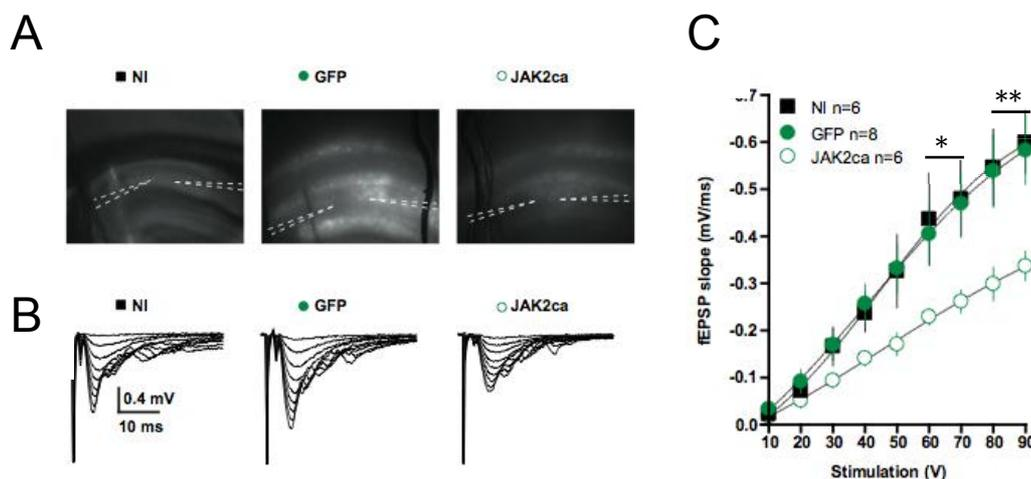 A
■ NI
● GFP
○ JAK2ca
B
■ NI
● GFP
○ JAK2ca
0.4 mV
10 ms
C
-0.6
-0.5
-0.4
-0.3
-0.2
-0.1
0.0
fEPSP slope (mV/ms)
NI n=6
GFP n=8
JAK2ca n=6
*
**
10 20 30 40 50 60 70 80 90
Stimulation (V)